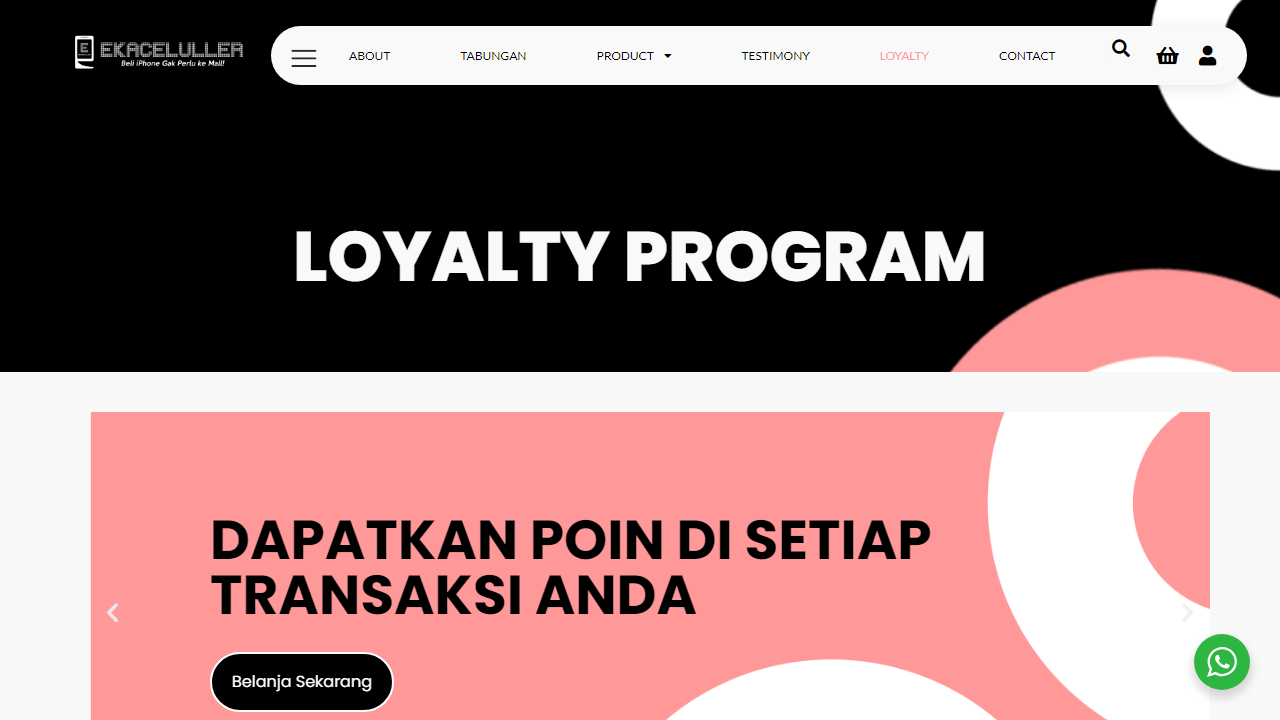 EKACELULLER
Beli iPhone Gak Perlu ke Mall!
ABOUT
TABUNGAN
PRODUCT
TESTIMONY
LOYALTY
CONTACT
LOYALTY PROGRAM
DAPATKAN POIN DI SETIAP
TRANSAKSI ANDA
Belanja Sekarang